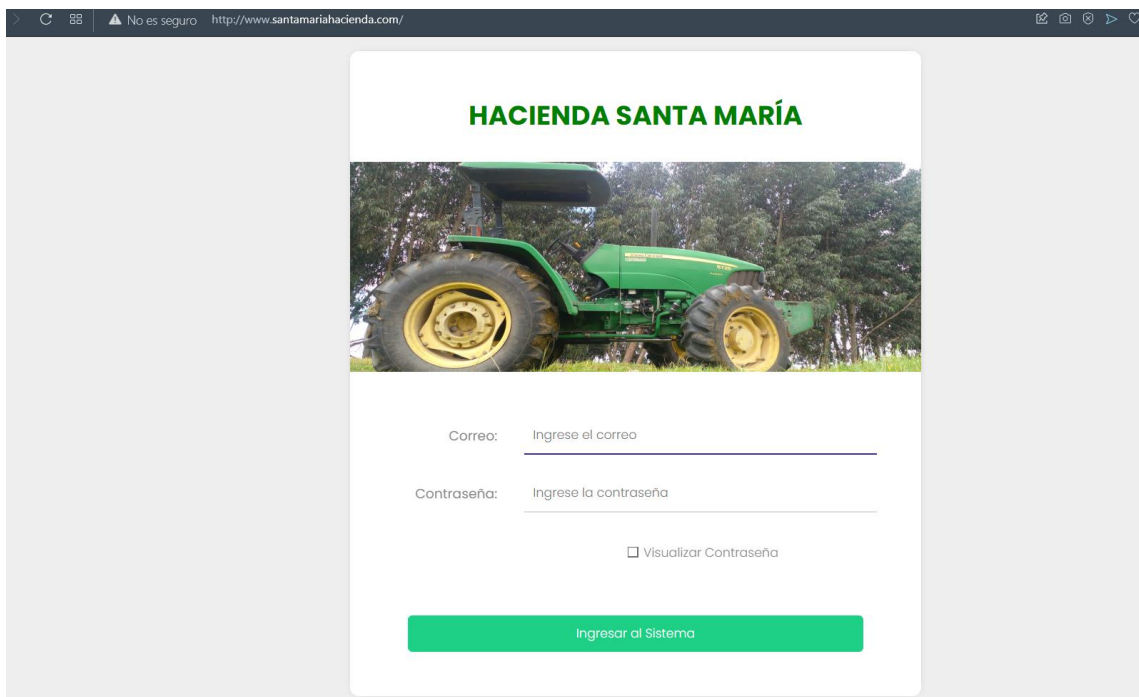 No es seguro http://www.santamariahacienda.com/
HACIENDA SANTA MARÍA
Correo: Ingrese el correo
Contraseña: Ingrese la contraseña
Visualizar Contraseña
Ingresar al Sistema